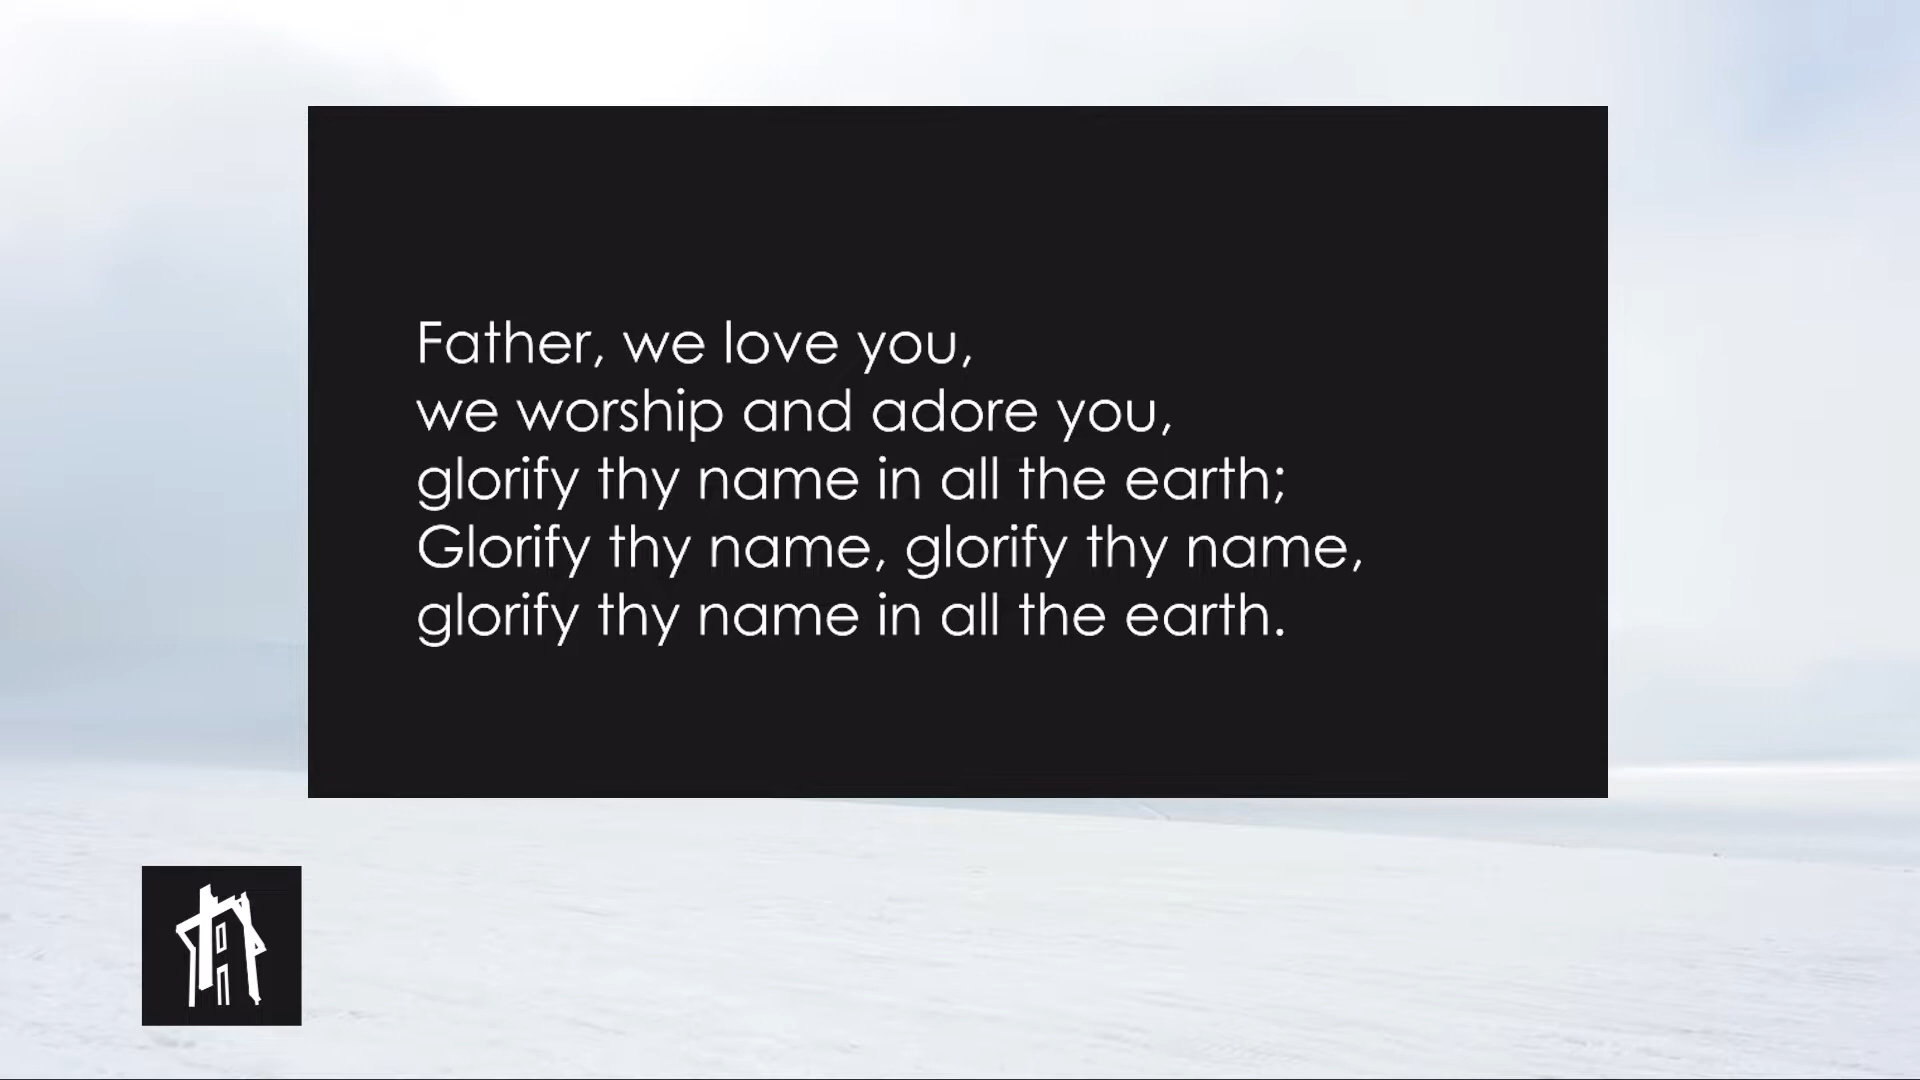 Father, we love you,
we worship and adore you,
glorify thy name in all the earth;
Glorify thy name, glorify thy name,
glorify thy name in all the earth.